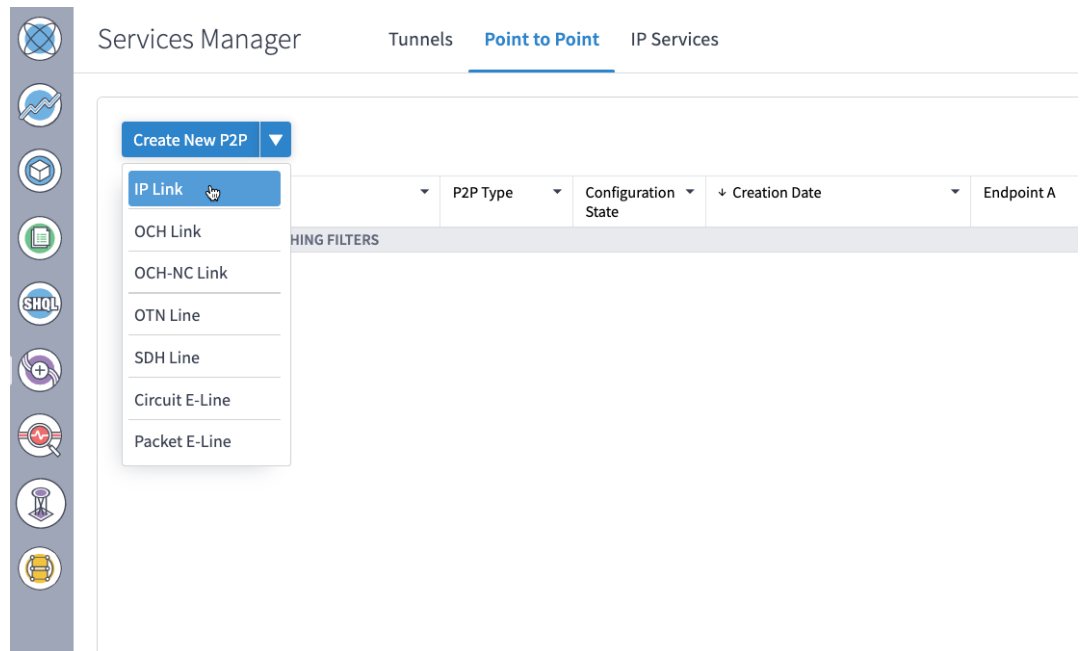 Services Manager
Tunnels
Point to Point
IP Services
Create New P2P
IP Link
OCH Link
OCH-NC Link
OTN Line
SDH Line
Circuit E-Line
Packet E-Line
P2P Type
Configuration
State
Creation Date
Endpoint A
HING FILTERS
SHQL